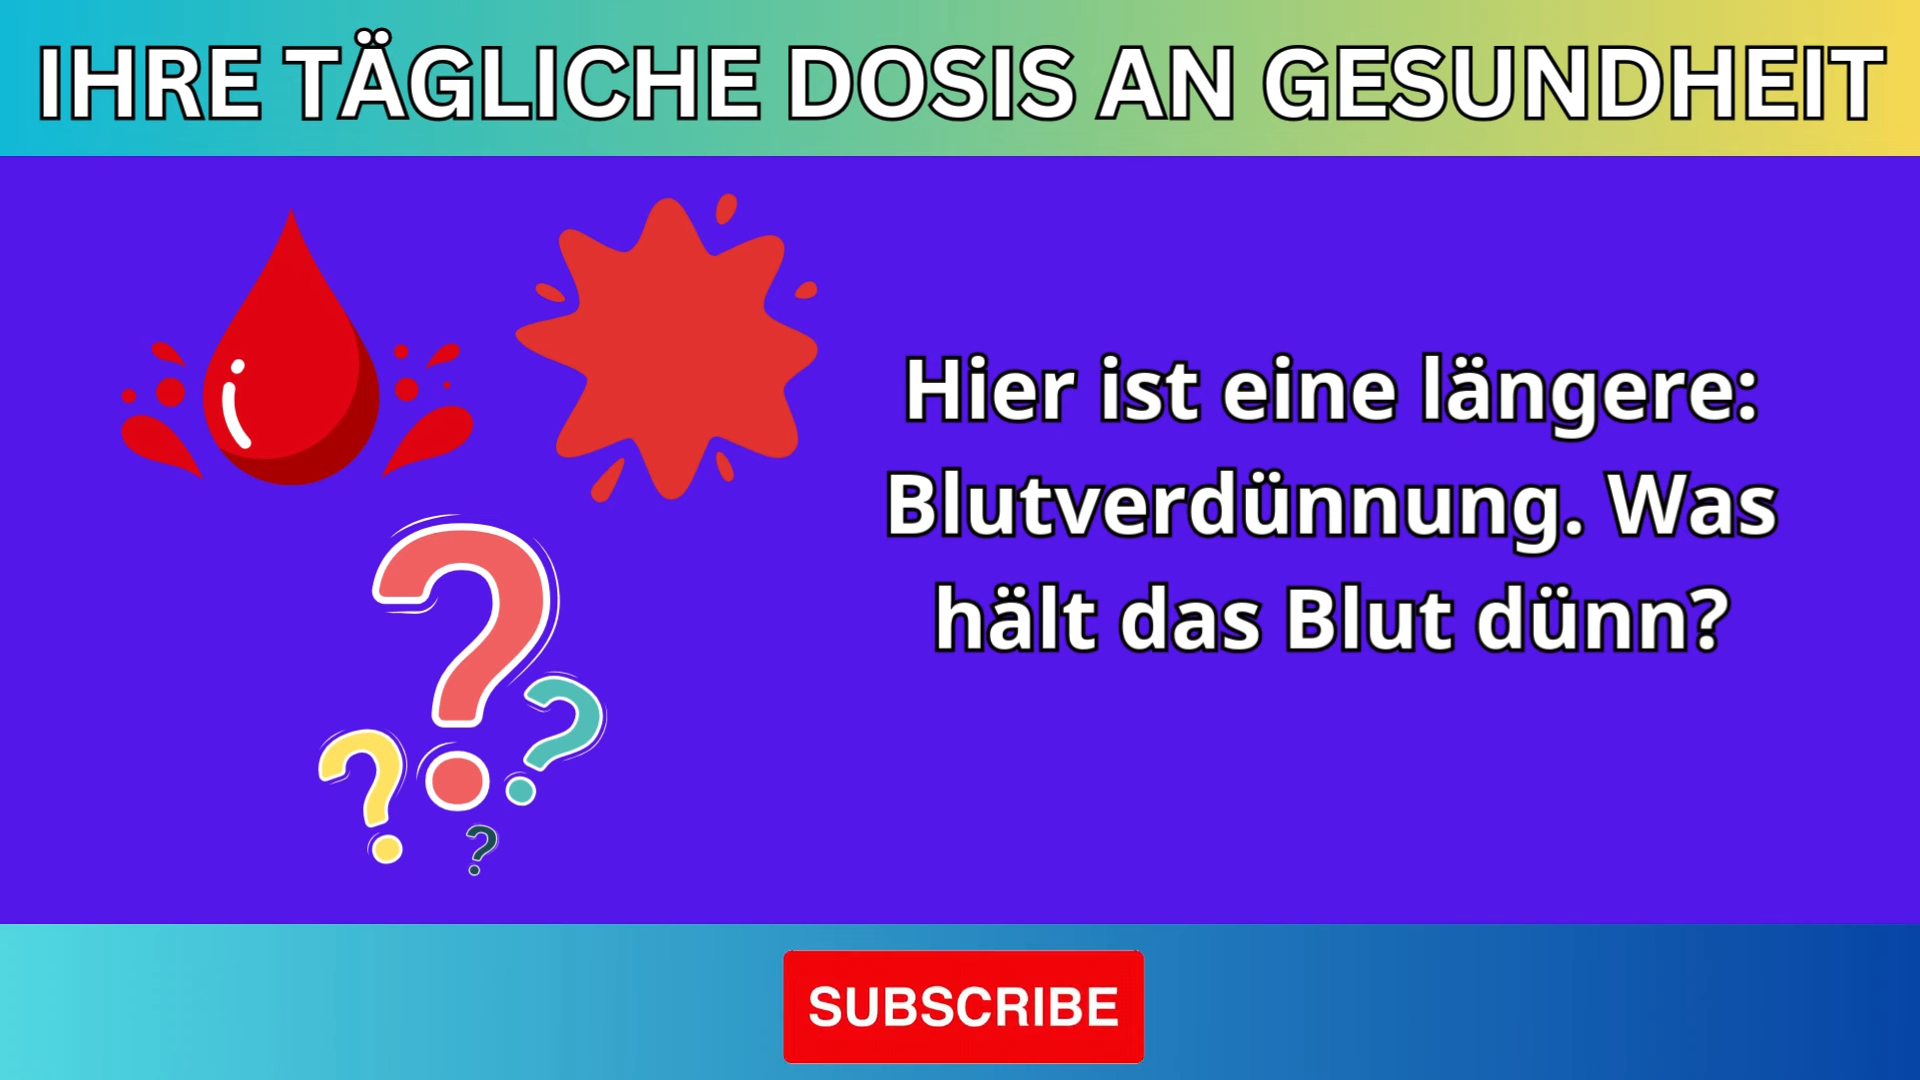 IHRE TÄGLICHE DOSIS AN GESUNDHEIT
Hier ist eine längere:
Blutverdünnung. Was
hält das Blut dünn?
SUBSCRIBE